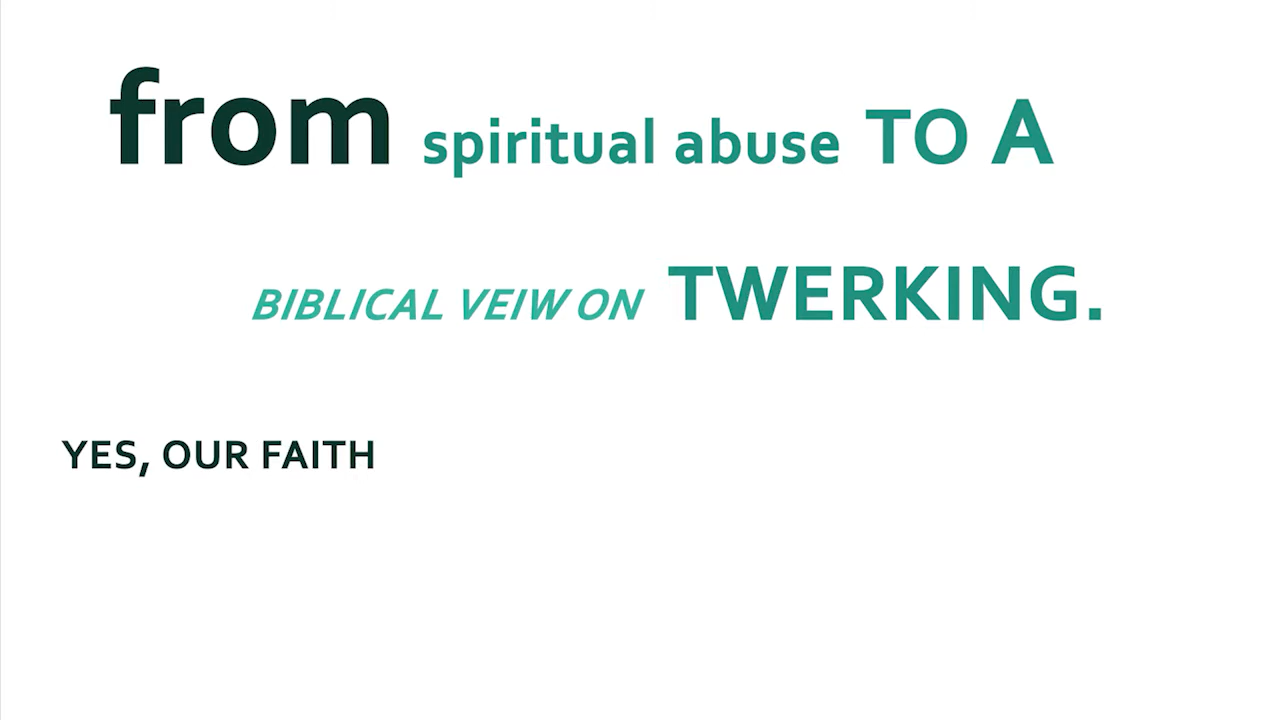 from spiritual abuse TO A
BIBLICAL VEIW ON TWERKING.
YES, OUR FAITH